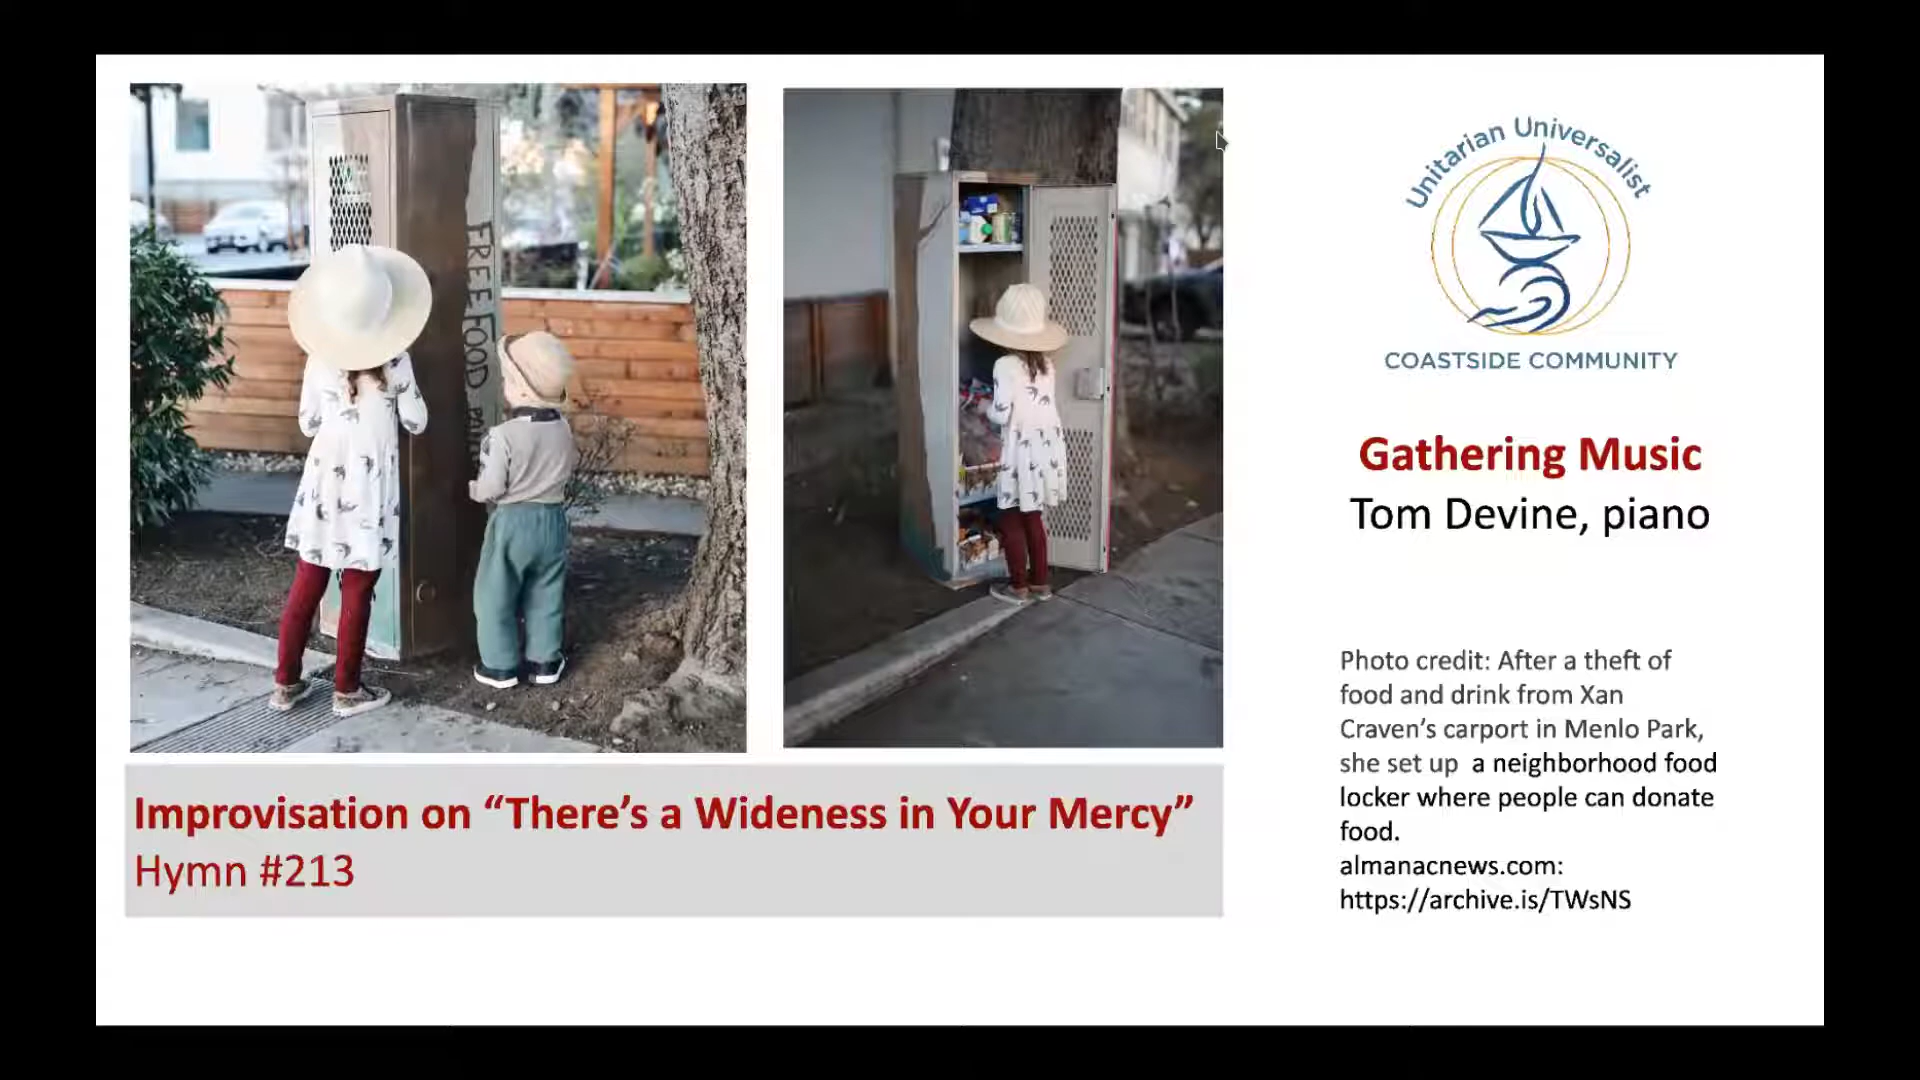 FREE FOOD
Unitarian Universalist
COASTSIDE COMMUNITY
Gathering Music
Tom Devine, piano
Photo credit: After a theft of
food and drink from Xan
Craven’s carport in Menlo Park,
she set up  a neighborhood food
locker where people can donate
food.
almanacnews.com:
https://archive.is/TWsNS
Improvisation on “There’s a Wideness in Your Mercy”
Hymn #213